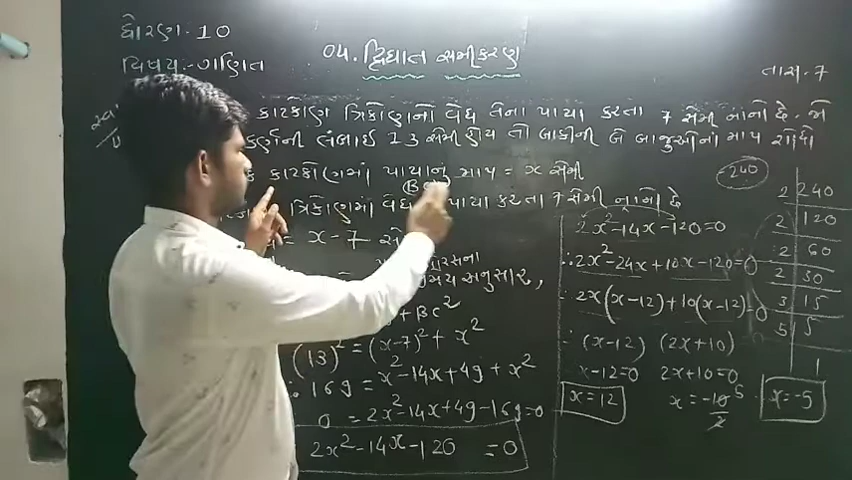 ધોરણ. 10
વિષય:- ગણિત
04. દ્વિઘાત સમીકરણ
તાસ. 7
કાટકોણ ત્રિકોણનો વેધ તેના પાયા કરતા 7 સેમી નાનો છે. જો
કર્ણની લંબાઈ 13 સેમી હોય તો બાકીની બે બાજુઓનાં માપ શોધો
કાટકોણમાં પાયાનું માપ = x સેમી
(BC)
ત્રિકોણમાં વેધ પાયા કરતા 7 સેમી નાનો છે
= x-7 સે
અનુસાર,
+ BC²
(13)² = (x-7)² + x²
∴ 169 = x²-14x+49+x²
0 = 2x²-14x+49-169=0
2x²-14x-120 =0
2x²-14x-120=0
∴ 2x²-24x+10x-120=0
∴ 2x(x-12)+10(x-12)=0
(x-12) (2x+10)
x-12=0 2x+10=0
x=12
x = -10 5
2
∴ x=-5
-240
2 240
2 120
2 60
2 30
3 15
5 5
1